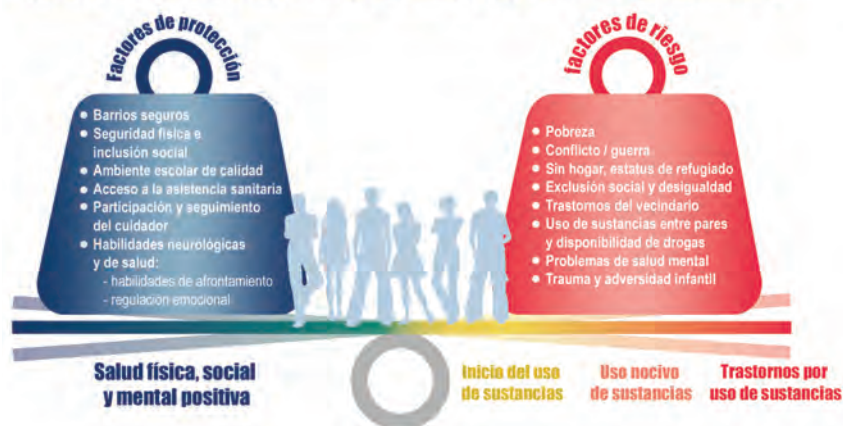 Factores de protección
● Barrios seguros
● Seguridad física e
inclusión social
● Ambiente escolar de calidad
● Acceso a la asistencia sanitaria
● Participación y seguimiento
del cuidador
● Habilidades neurológicas
y de salud:
- habilidades de afrontamiento
- regulación emocional
factores de riesgo
● Pobreza
● Conflicto / guerra
● Sin hogar, estatus de refugiado
● Exclusión social y desigualdad
● Trastornos del vecindario
● Uso de sustancias entre pares
y disponibilidad de drogas
● Problemas de salud mental
● Trauma y adversidad infantil
Salud física, social
y mental positiva
Inicio del uso
de sustancias
Uso nocivo
de sustancias
Trastornos por
uso de sustancias